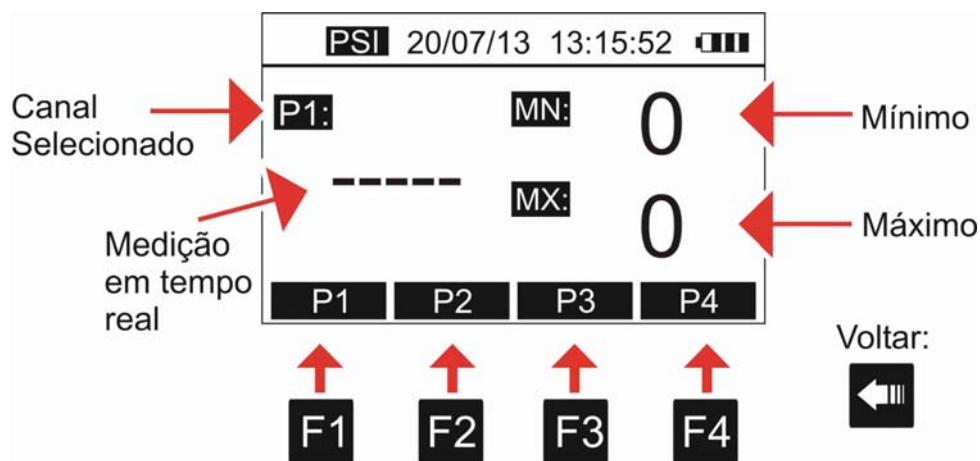 PSI 20/07/13 13:15:52
Canal
Selecionado
P1:
MN: 0
Mínimo
-----
MX: 0
Máximo
Medição
em tempo
real
P1 P2 P3 P4
Voltar:
F1 F2 F3 F4